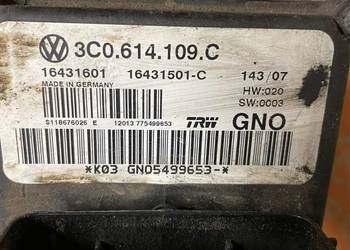 3C0.614.109.C
16431601 16431501-C 143/07
MADE IN GERMANY HW:020
SW:0003
S118676026 E 12013 775499653 TRW GNO
*K03 GNO5499653-*